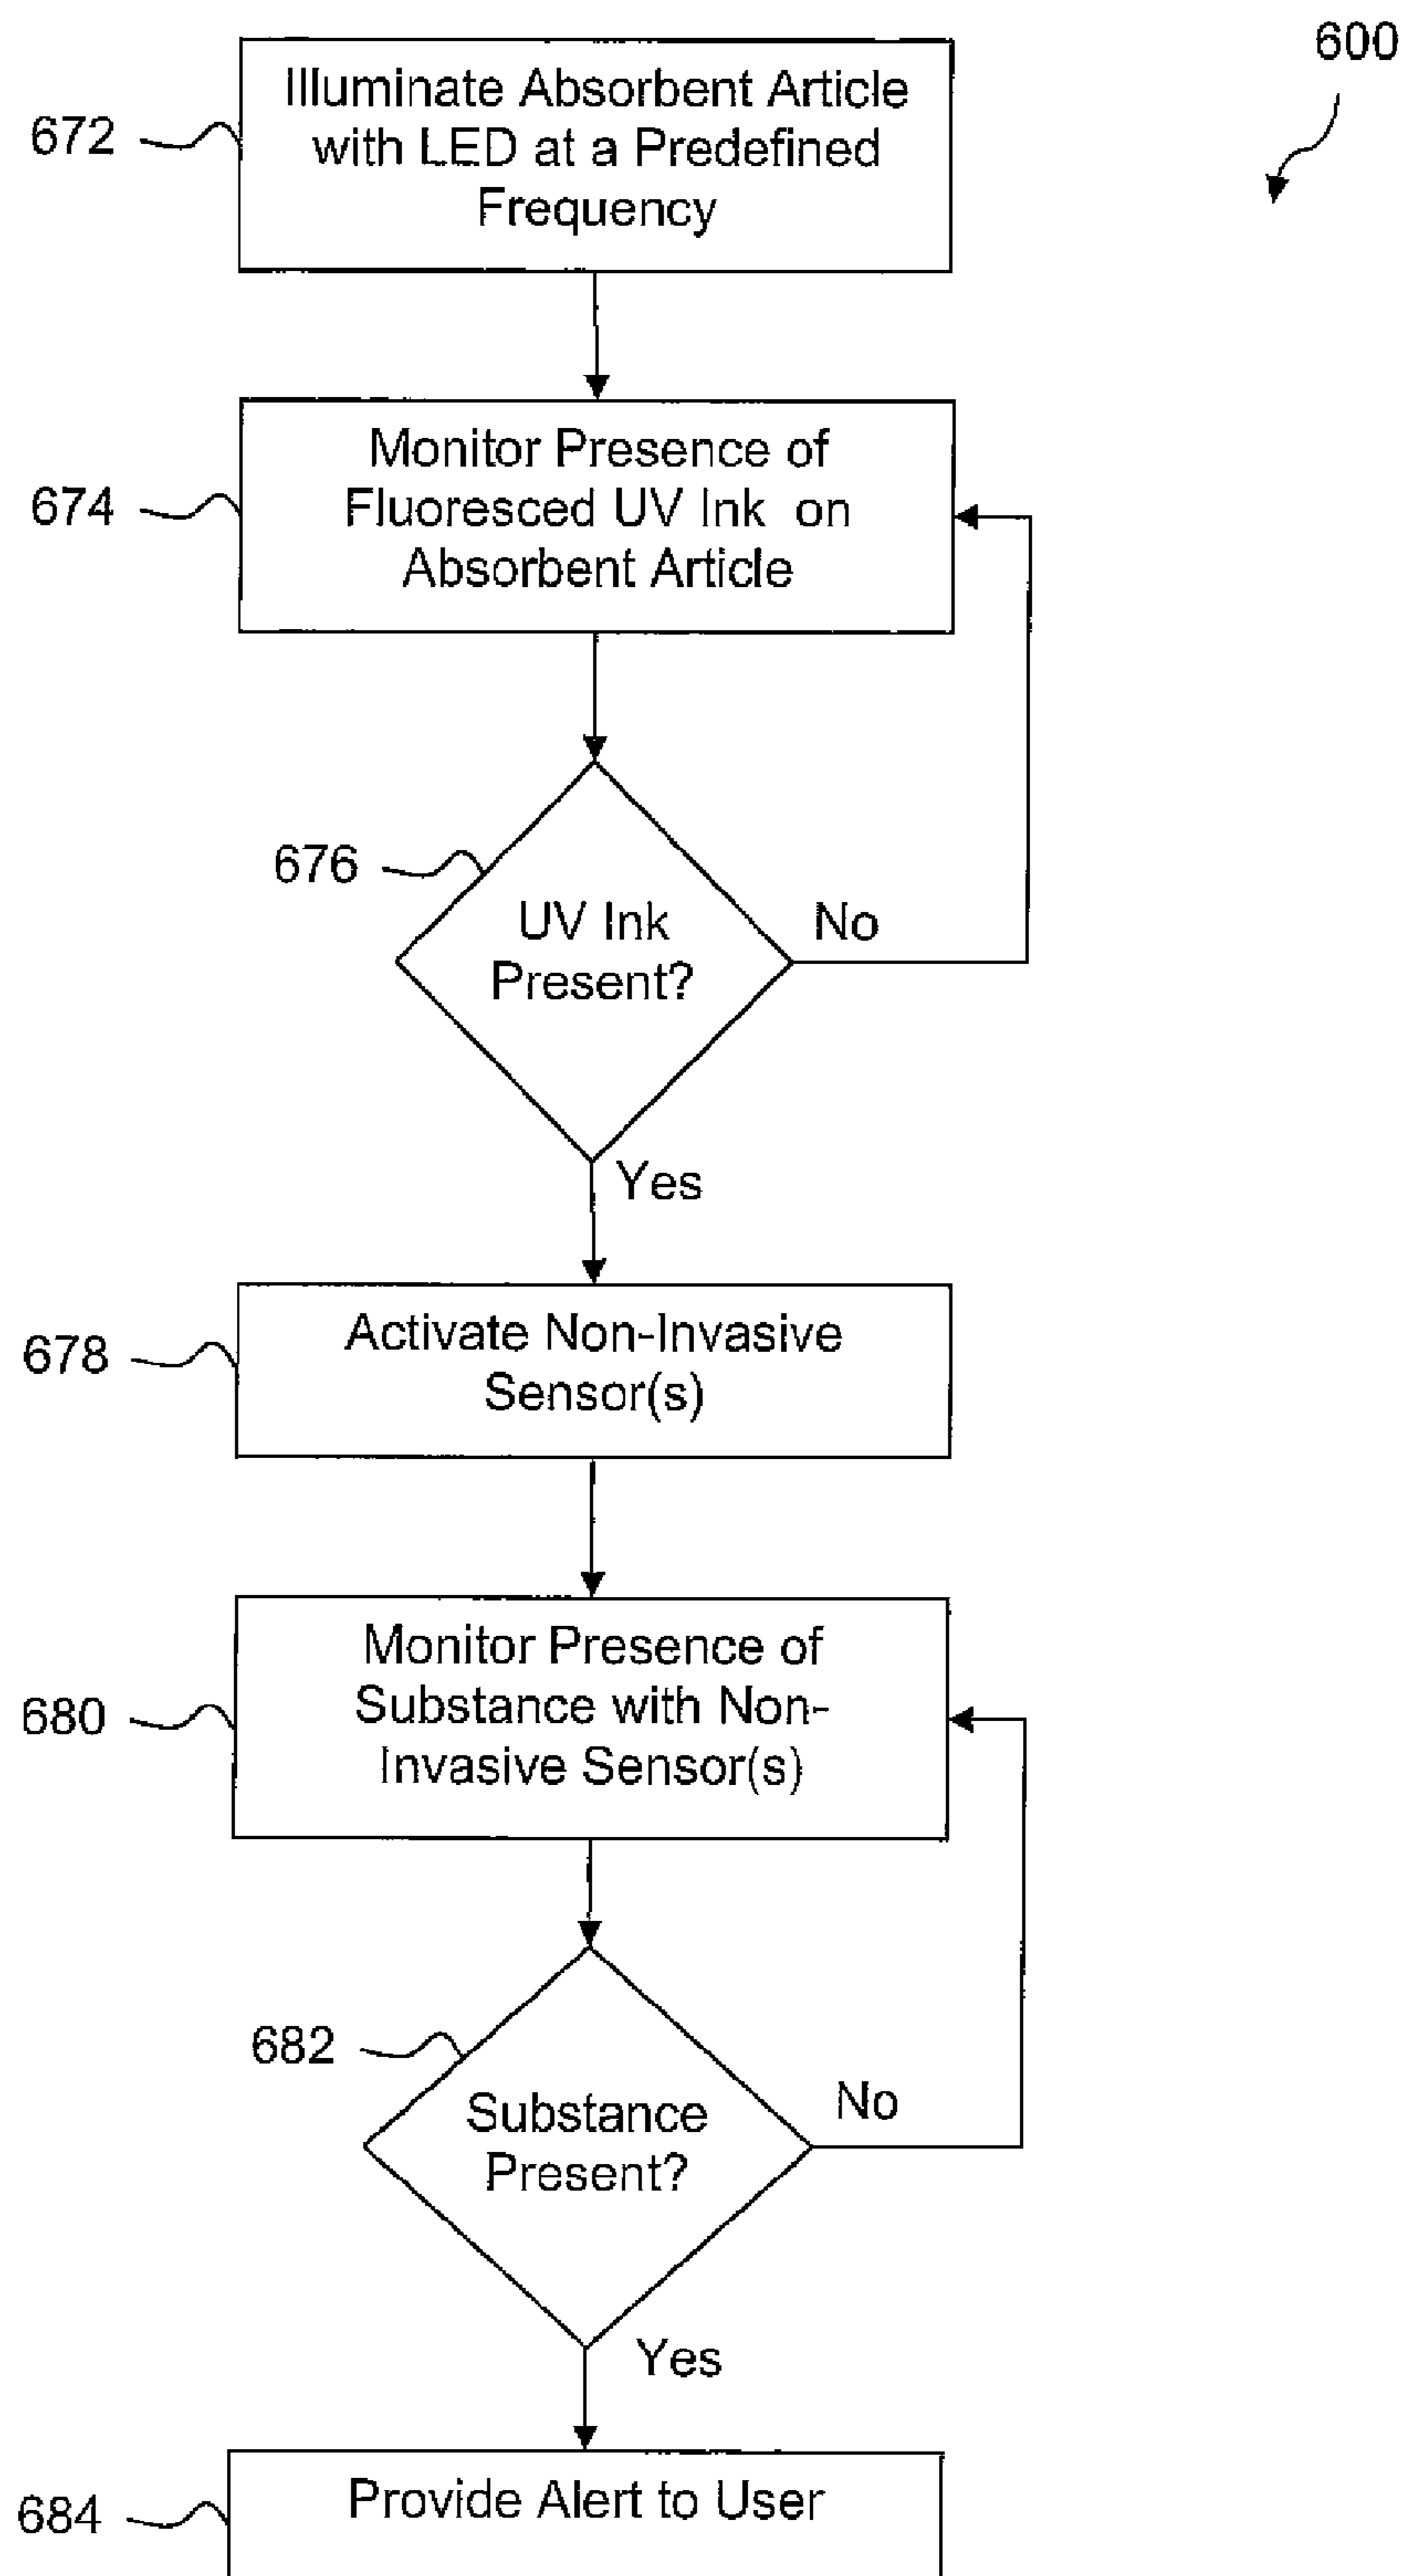 600
672
Illuminate Absorbent Article
with LED at a Predefined
Frequency
674
Monitor Presence of
Fluoresced UV Ink on
Absorbent Article
676
UV Ink
Present?
No
Yes
678
Activate Non-Invasive
Sensor(s)
680
Monitor Presence of
Substance with Non-
Invasive Sensor(s)
682
Substance
Present?
No
Yes
684
Provide Alert to User